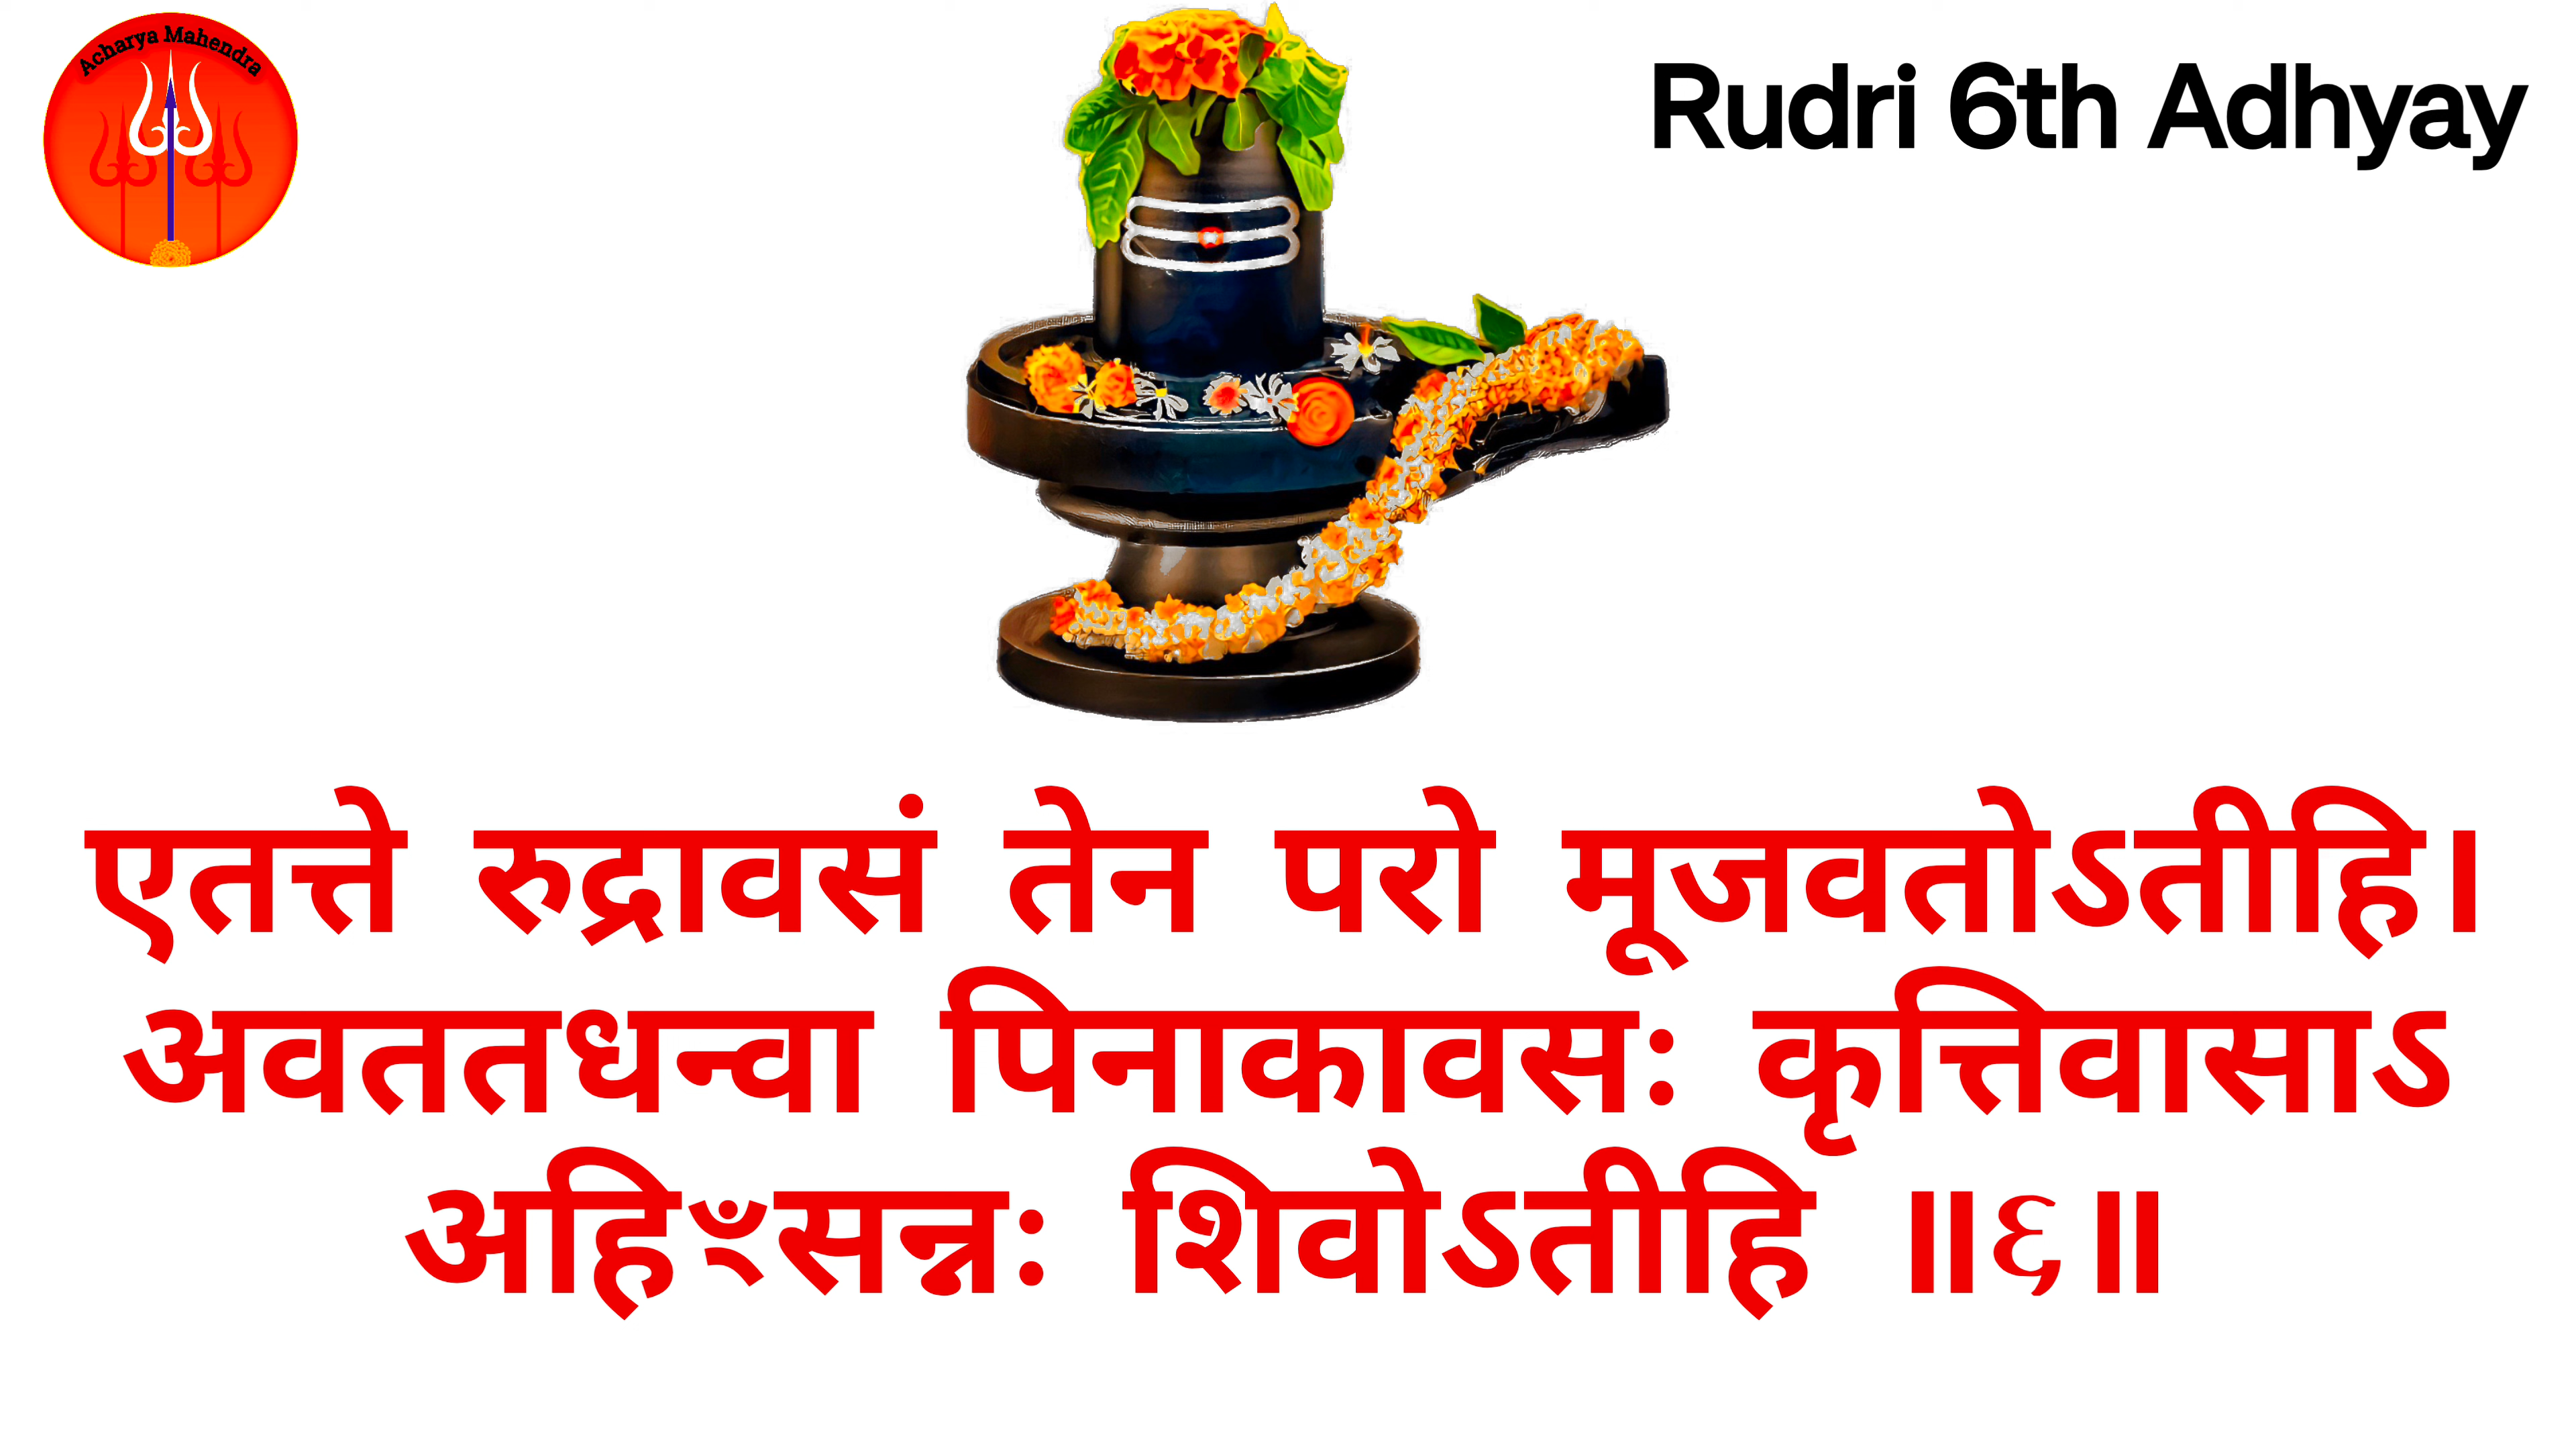 Acharya Mahendra
Rudri 6th Adhyay
एतत्ते रुद्रावसं तेन परो मूजवतोऽतीहि।
अवततधन्वा पिनाकावसः कृत्तिवासाऽ
अहिꣳसन्नः शिवोऽतीहि ॥६॥